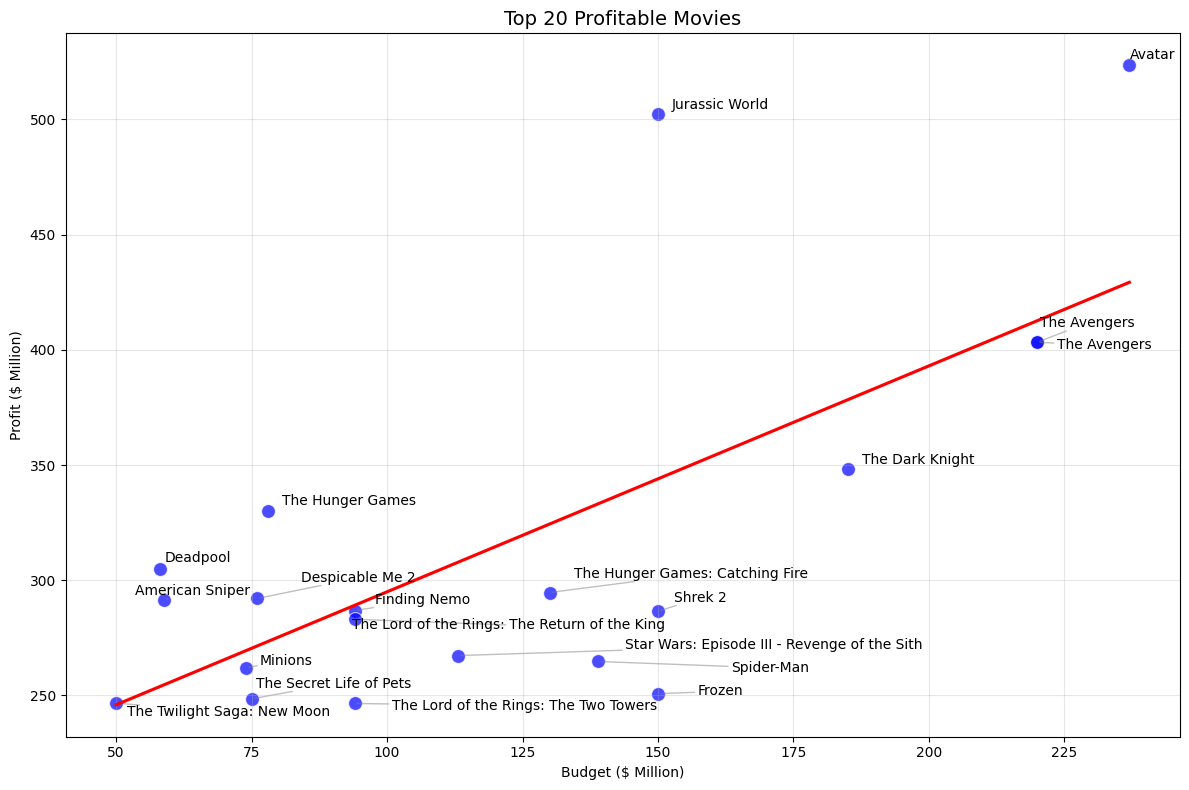 Top 20 Profitable Movies
Avatar
Jurassic World
500
450
The Avengers
The Avengers
400
Profit ($ Million)
The Dark Knight
350
The Hunger Games
Deadpool
The Hunger Games: Catching Fire
Despicable Me 2
300
American Sniper
Finding Nemo
Shrek 2
The Lord of the Rings: The Return of the King
Star Wars: Episode III - Revenge of the Sith
Minions
Spider-Man
The Secret Life of Pets
Frozen
250
The Lord of the Rings: The Two Towers
The Twilight Saga: New Moon
50 75 100 125 150 175 200 225
Budget ($ Million)